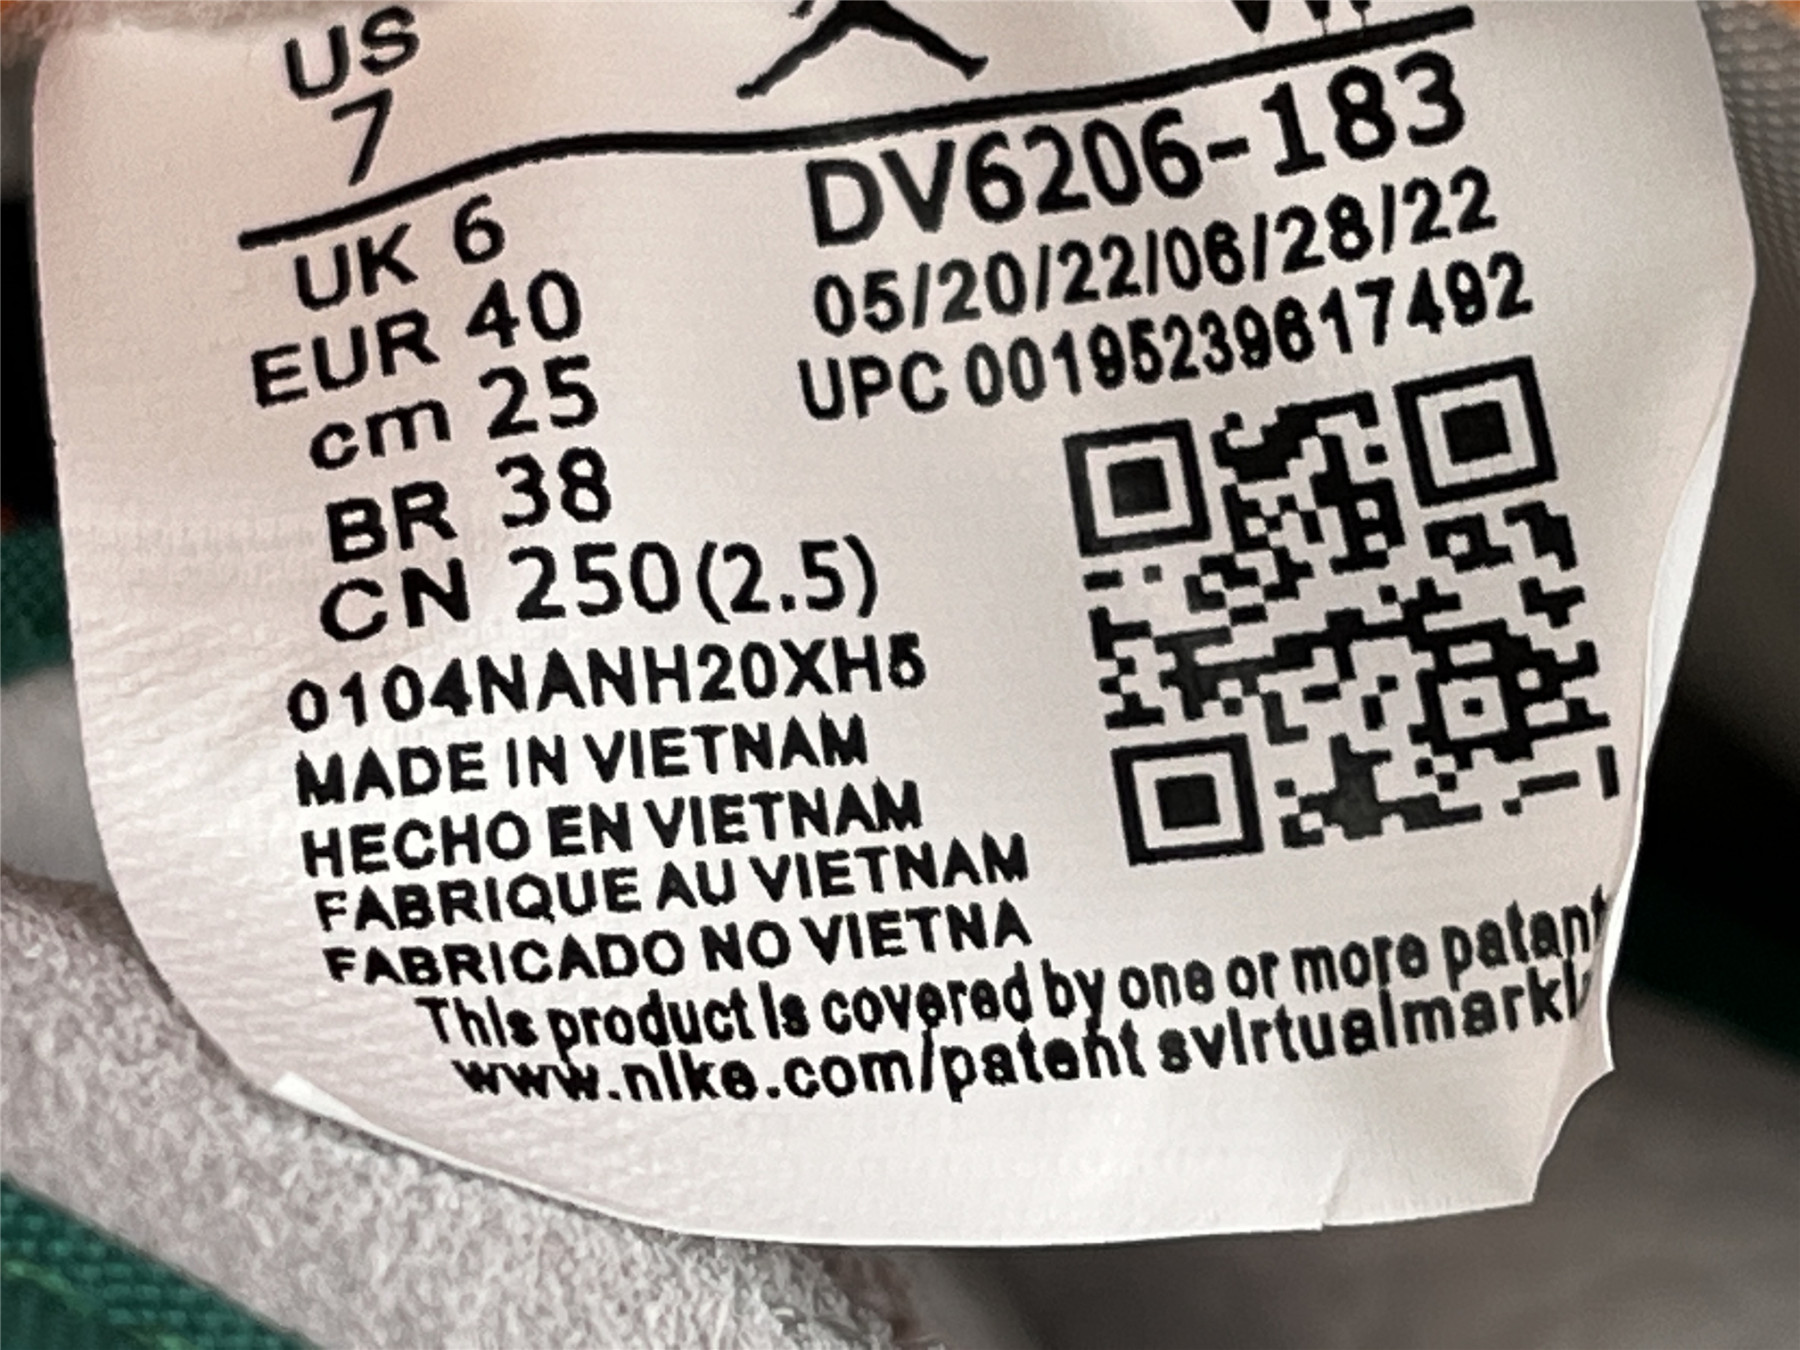 US
7
DV6206-183
05/20/22/06/28/22
UPC 00195239617492
UK 6
EUR 40
cm 25
BR 38
CN 250(2.5)
0104NANH20XH5
MADE IN VIETNAM
HECHO EN VIETNAM
FABRIQUE AU VIETNAM
FABRICADO NO VIETNA
This product is covered by one or more patant
www.nike.com/patent svirtualmarki